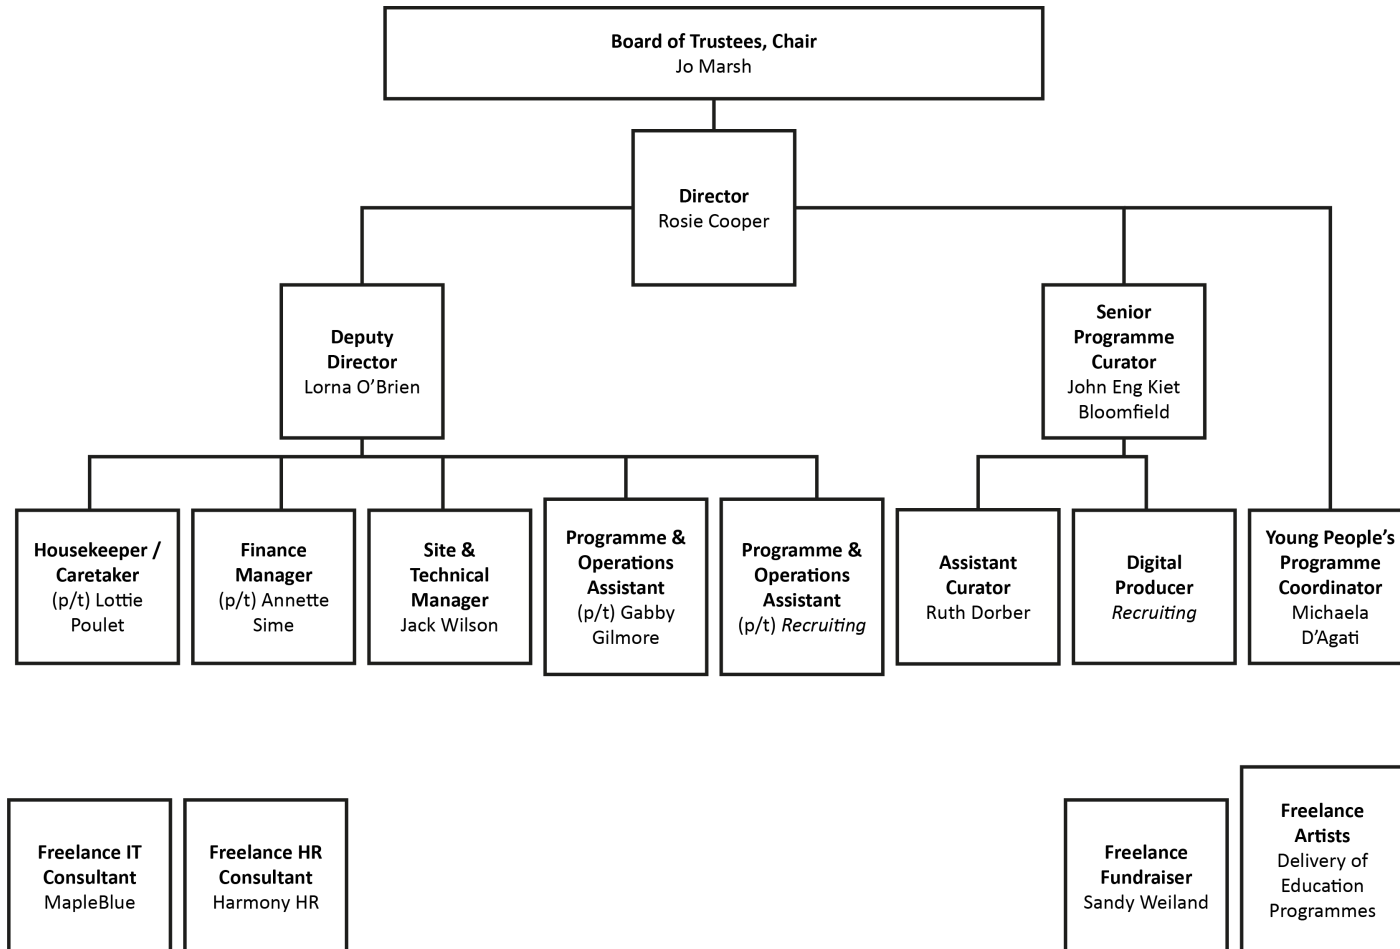 Board of Trustees, Chair
Jo Marsh
Director
Rosie Cooper
Deputy
Director
Lorna O’Brien
Senior
Programme
Curator
John Eng Kiet
Bloomfield
Housekeeper /
Caretaker
(p/t) Lottie
Poulet
Finance
Manager
(p/t) Annette
Sime
Site &
Technical
Manager
Jack Wilson
Programme &
Operations
Assistant
(p/t) Gabby
Gilmore
Programme &
Operations
Assistant
(p/t) Recruiting
Assistant
Curator
Ruth Dorber
Digital
Producer
Recruiting
Young People’s
Programme
Coordinator
Michaela
D’Agati
Freelance IT
Consultant
MapleBlue
Freelance HR
Consultant
Harmony HR
Freelance
Fundraiser
Sandy Weiland
Freelance
Artists
Delivery of
Education
Programmes